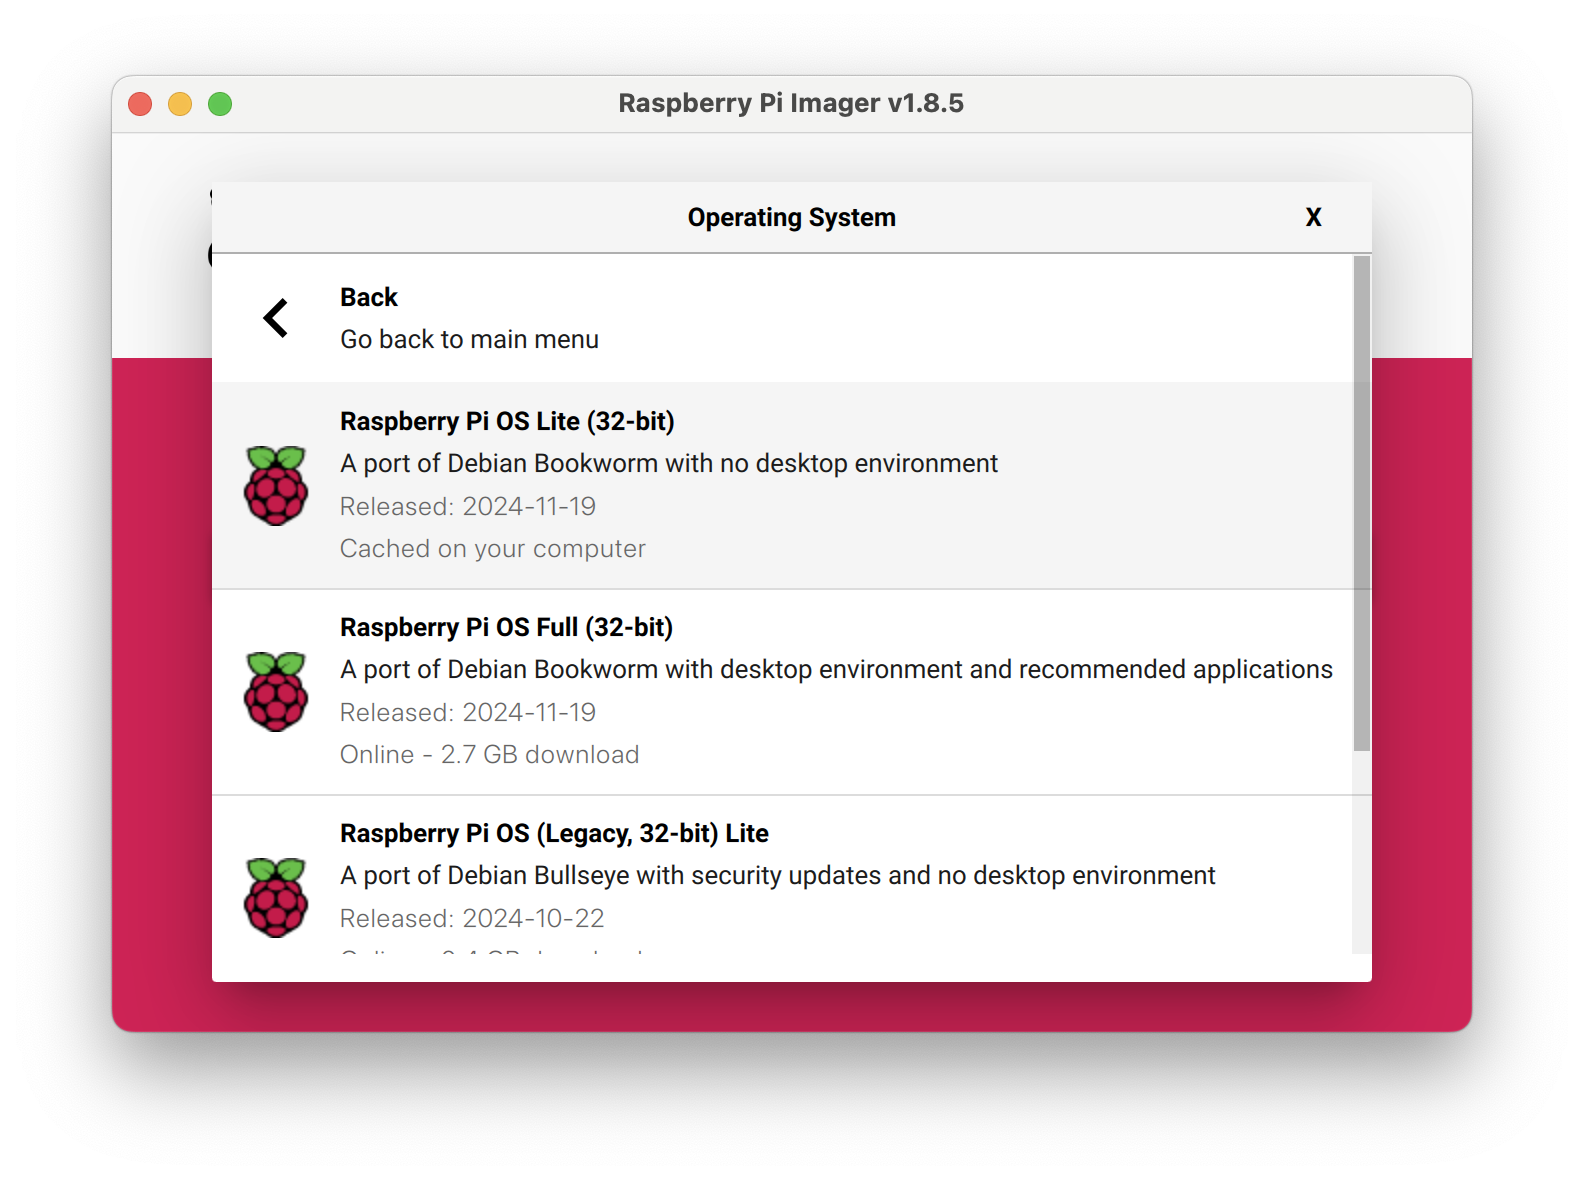 Raspberry Pi Imager v1.8.5
Operating System
X
Back
Go back to main menu
Raspberry Pi OS Lite (32-bit)
A port of Debian Bookworm with no desktop environment
Released: 2024-11-19
Cached on your computer
Raspberry Pi OS Full (32-bit)
A port of Debian Bookworm with desktop environment and recommended applications
Released: 2024-11-19
Online - 2.7 GB download
Raspberry Pi OS (Legacy, 32-bit) Lite
A port of Debian Bullseye with security updates and no desktop environment
Released: 2024-10-22